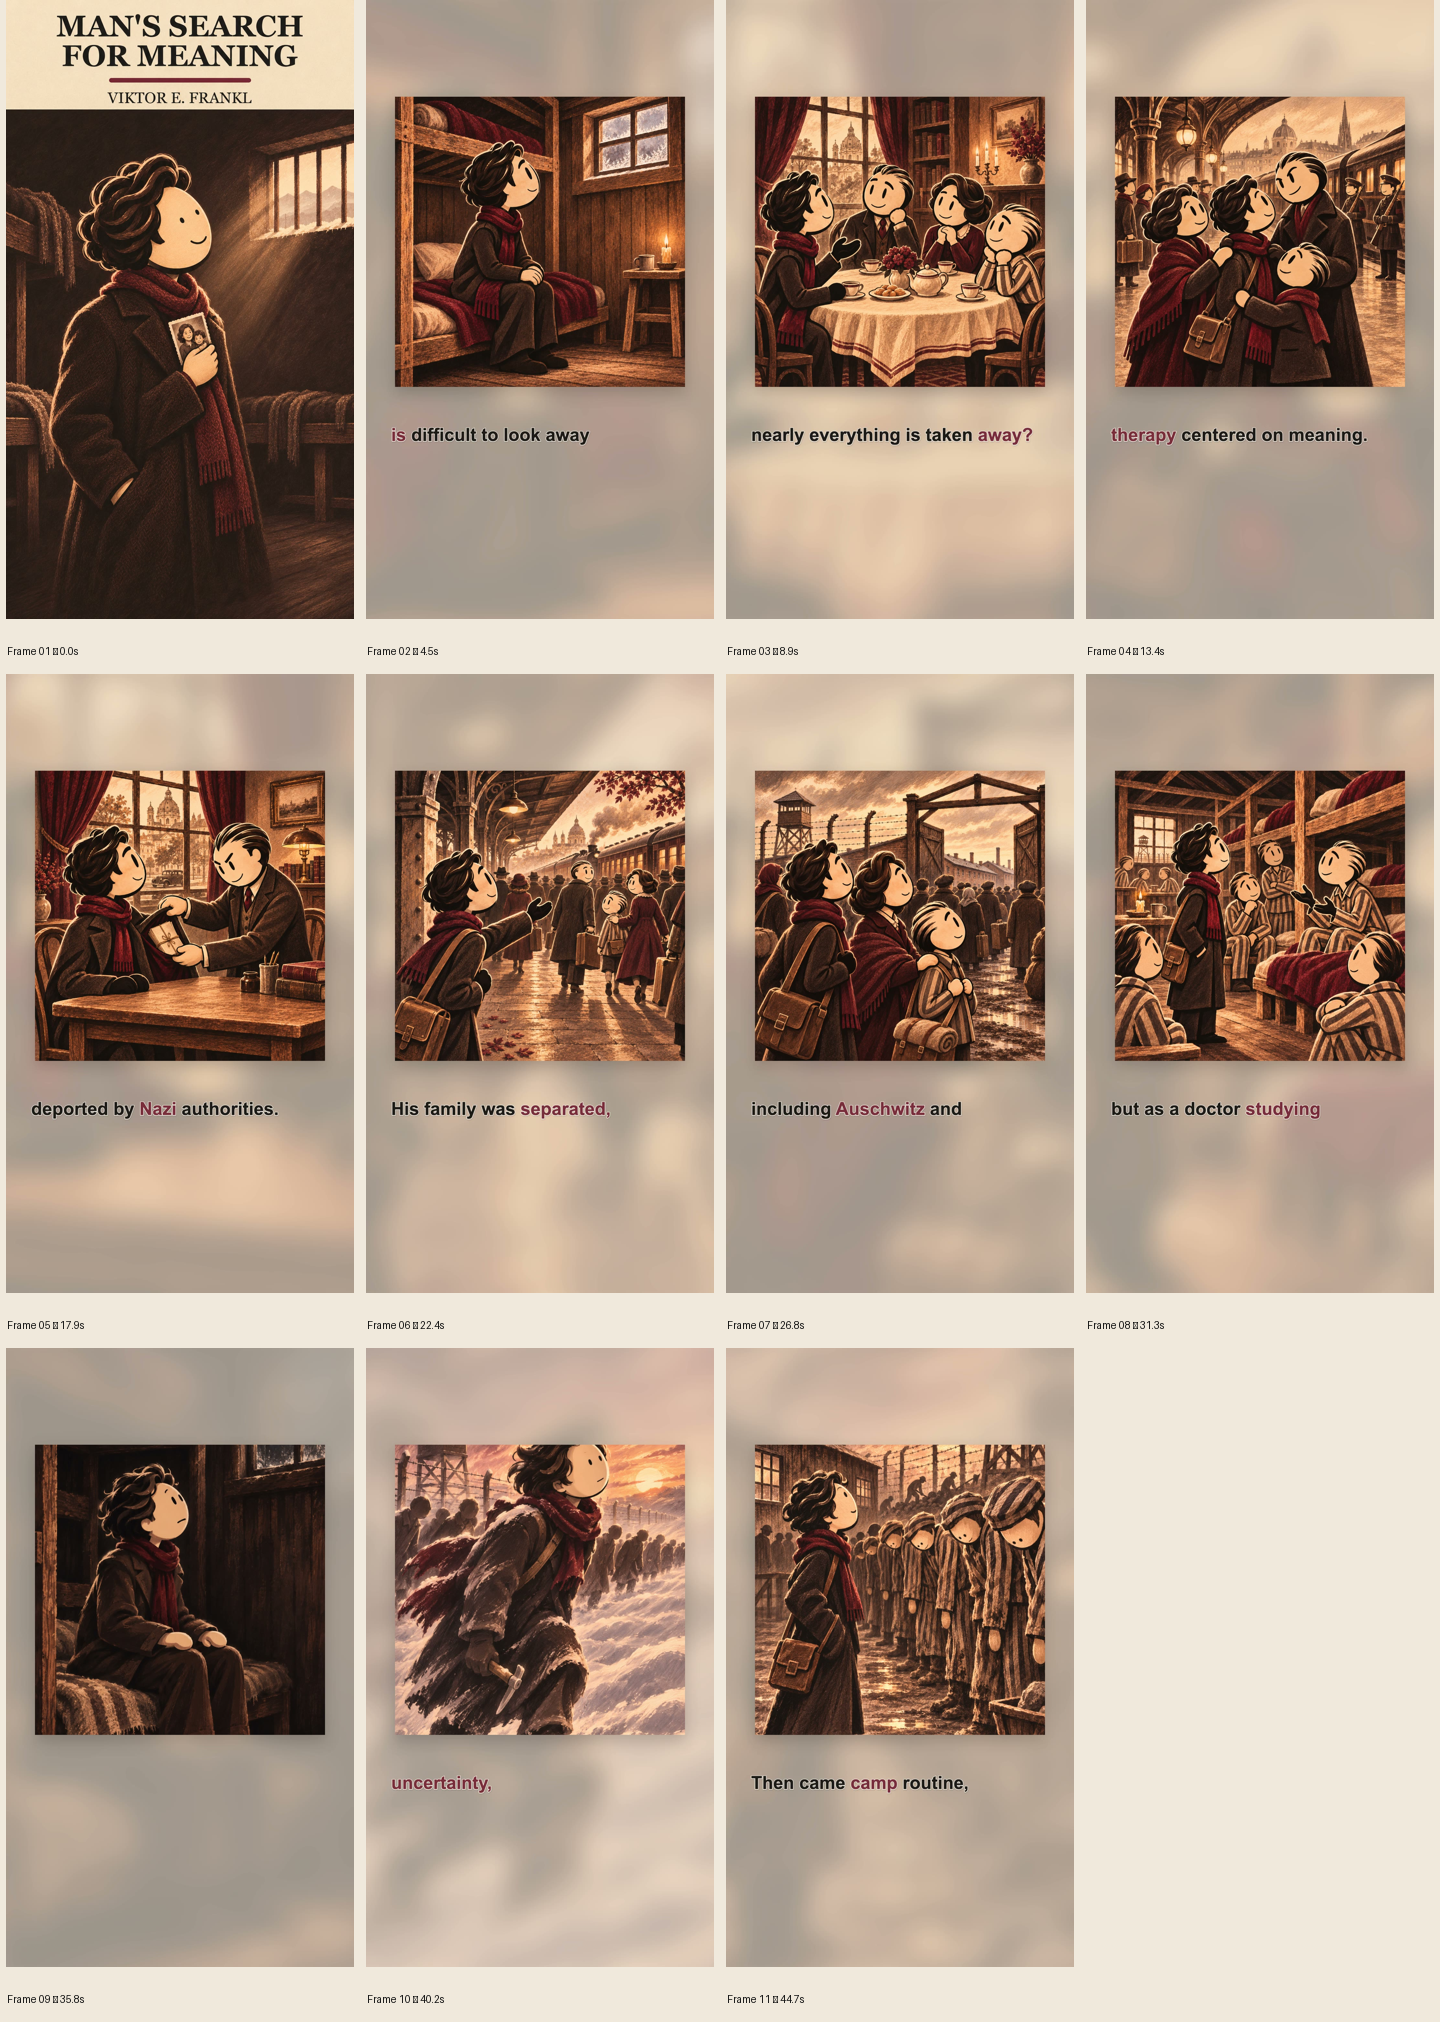 MAN'S SEARCH
FOR MEANING
VIKTOR E. FRANKL
is difficult to look away
nearly everything is taken away?
therapy centered on meaning.
Frame 01 0.0s
Frame 02 4.5s
Frame 03 8.9s
Frame 04 13.4s
deported by Nazi authorities.
His family was separated,
including Auschwitz and
but as a doctor studying
Frame 05 17.9s
Frame 06 22.4s
Frame 07 26.8s
Frame 08 31.3s
uncertainty,
Then came camp routine,
Frame 09 35.8s
Frame 10 40.2s
Frame 11 44.7s